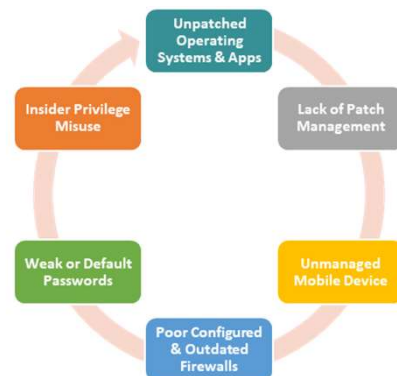 Unpatched
Operating
Systems & Apps
Lack of Patch
Management
Unmanaged
Mobile Device
Poor Configured
& Outdated
Firewalls
Weak or Default
Passwords
Insider Privilege
Misuse